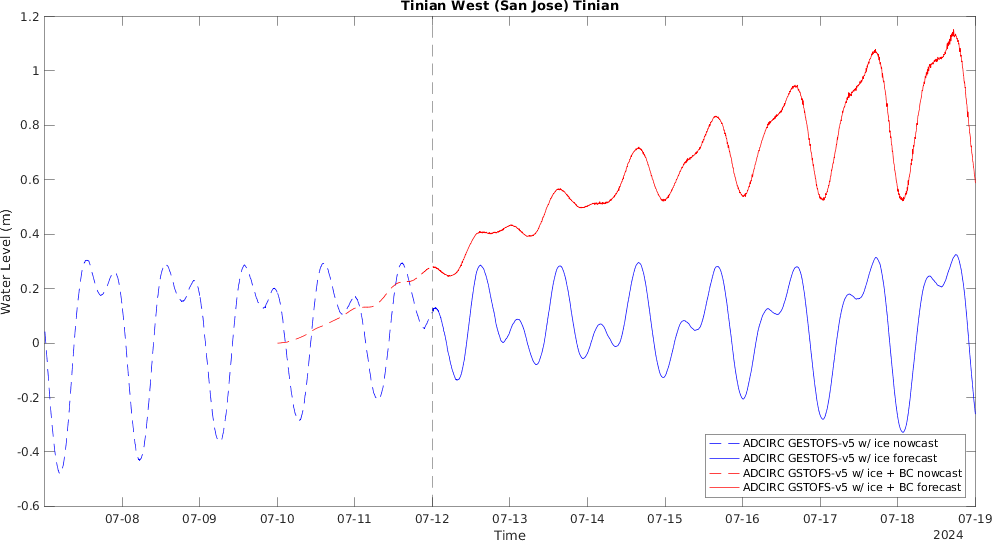 Tinian West (San Jose) Tinian
1.2
1
0.8
0.6
0.4
0.2
0
-0.2
-0.4
-0.6
Water Level (m)
ADCIRC GESTOFS-v5 w/ ice nowcast
ADCIRC GESTOFS-v5 w/ ice forecast
ADCIRC GSTOFS-v5 w/ ice + BC nowcast
ADCIRC GSTOFS-v5 w/ ice + BC forecast
07-08 07-09 07-10 07-11 07-12 07-13 07-14 07-15 07-16 07-17 07-18 07-19
Time
2024